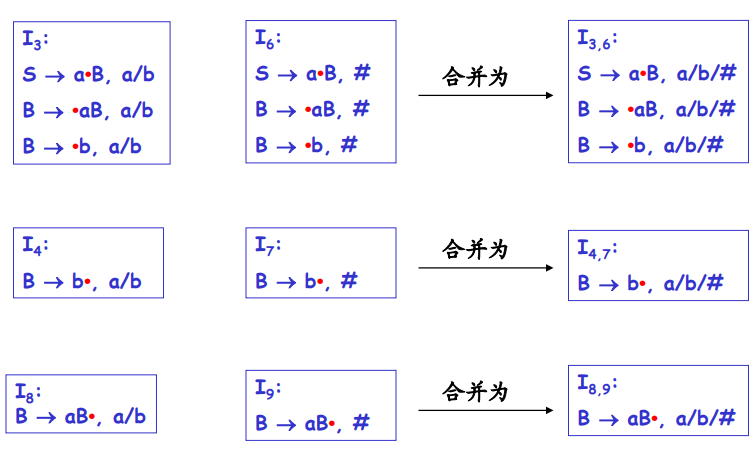 I₃:
S → a•B, a/b
B → •aB, a/b
B → •b, a/b
I₆:
S → a•B, #
B → •aB, #
B → •b, #
合并为
I₃,₆:
S → a•B, a/b/#
B → •aB, a/b/#
B → •b, a/b/#
I₄:
B → b•, a/b
I₇:
B → b•, #
合并为
I₄,₇:
B → b•, a/b/#
I₈:
B → aB•, a/b
I₉:
B → aB•, #
合并为
I₈,₉:
B → aB•, a/b/#